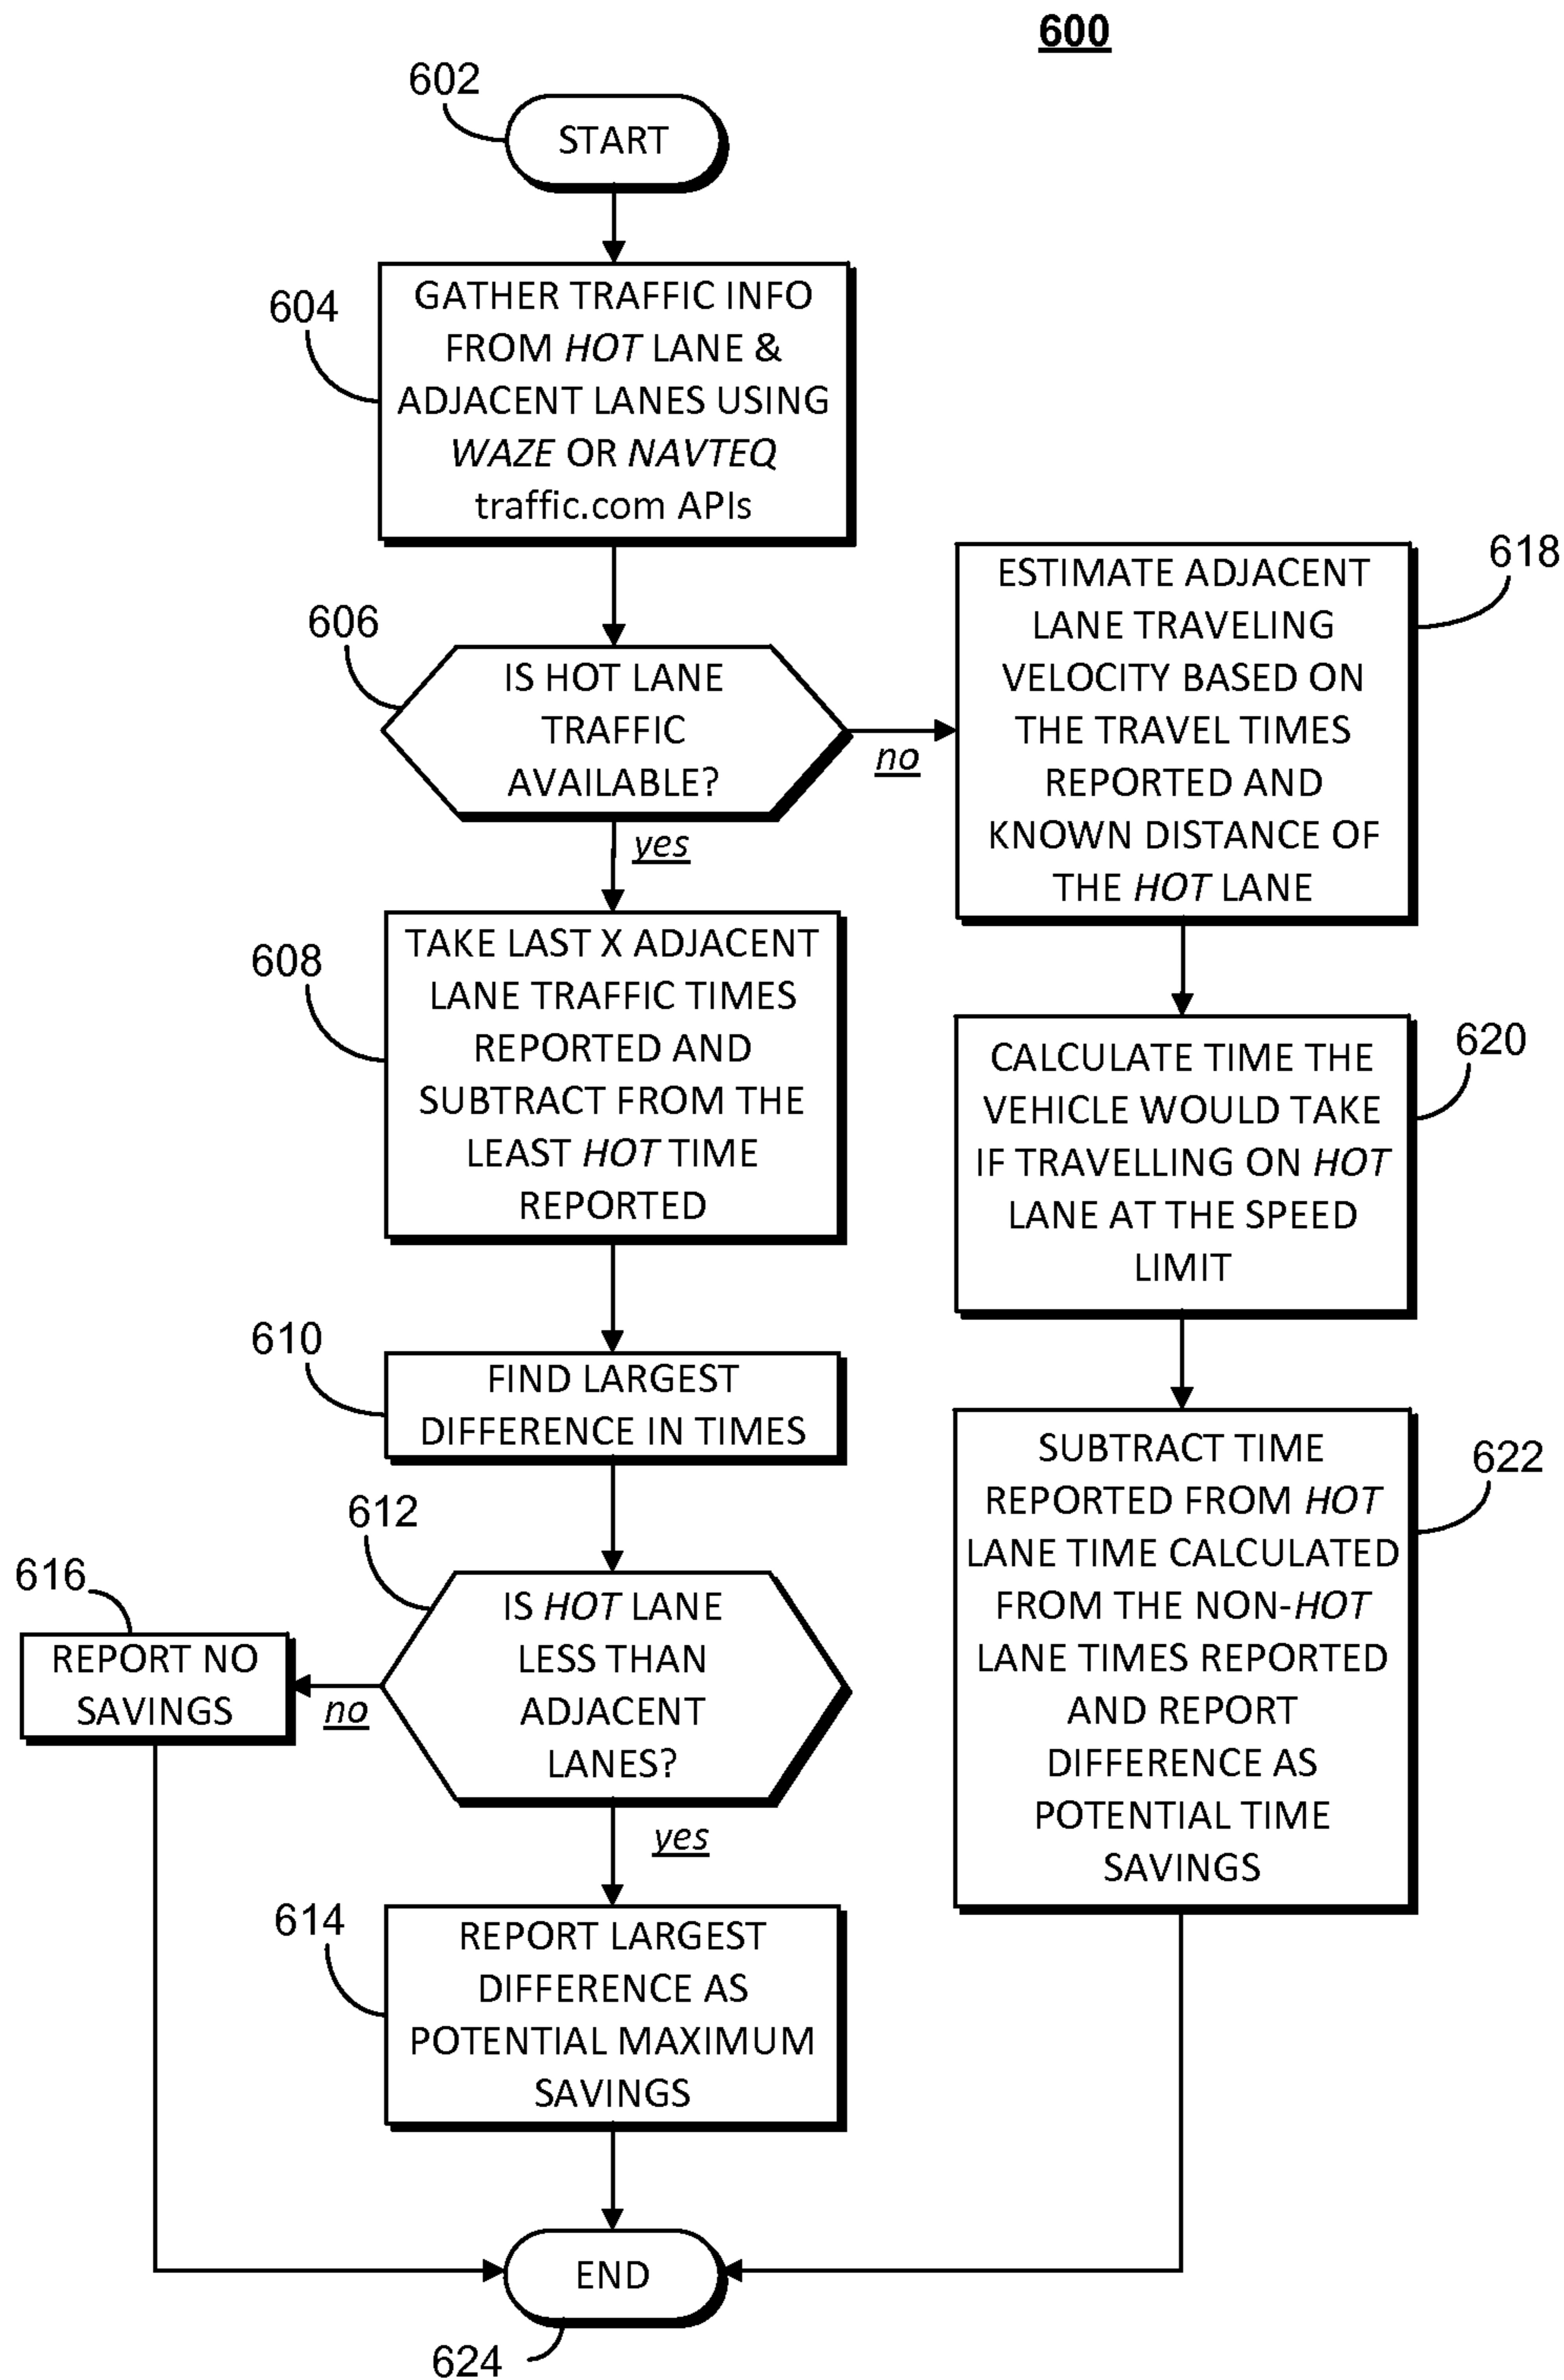 600
602
START
604
GATHER TRAFFIC INFO
FROM HOT LANE &
ADJACENT LANES USING
WAZE OR NAVTEQ
traffic.com APIs
606
IS HOT LANE
TRAFFIC
AVAILABLE?
no
yes
608
TAKE LAST X ADJACENT
LANE TRAFFIC TIMES
REPORTED AND
SUBTRACT FROM THE
LEAST HOT TIME
REPORTED
610
FIND LARGEST
DIFFERENCE IN TIMES
612
IS HOT LANE
LESS THAN
ADJACENT
LANES?
no
yes
616
REPORT NO
SAVINGS
614
REPORT LARGEST
DIFFERENCE AS
POTENTIAL MAXIMUM
SAVINGS
618
ESTIMATE ADJACENT
LANE TRAVELING
VELOCITY BASED ON
THE TRAVEL TIMES
REPORTED AND
KNOWN DISTANCE OF
THE HOT LANE
620
CALCULATE TIME THE
VEHICLE WOULD TAKE
IF TRAVELLING ON HOT
LANE AT THE SPEED
LIMIT
622
SUBTRACT TIME
REPORTED FROM HOT
LANE TIME CALCULATED
FROM THE NON-HOT
LANE TIMES REPORTED
AND REPORT
DIFFERENCE AS
POTENTIAL TIME
SAVINGS
END
624